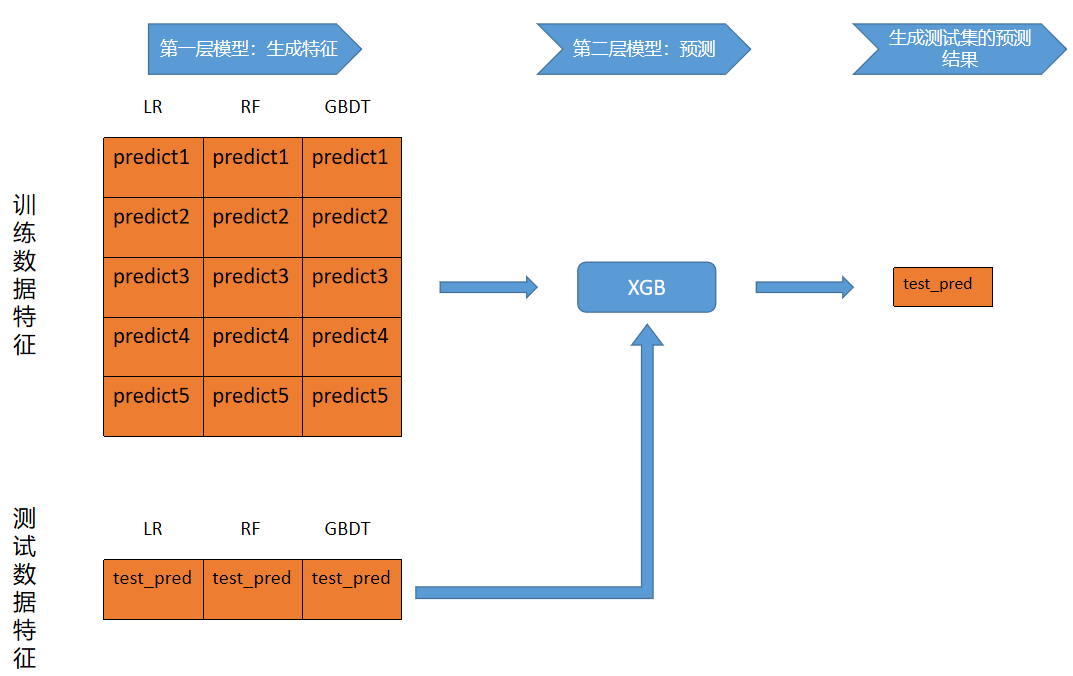 第一层模型：生成特征
第二层模型：预测
生成测试集的预测
结果
LR RF GBDT
训练数据特征
predict1 predict1 predict1
predict2 predict2 predict2
predict3 predict3 predict3
predict4 predict4 predict4
predict5 predict5 predict5
XGB
test_pred
测试数据特征
LR RF GBDT
test_pred test_pred test_pred